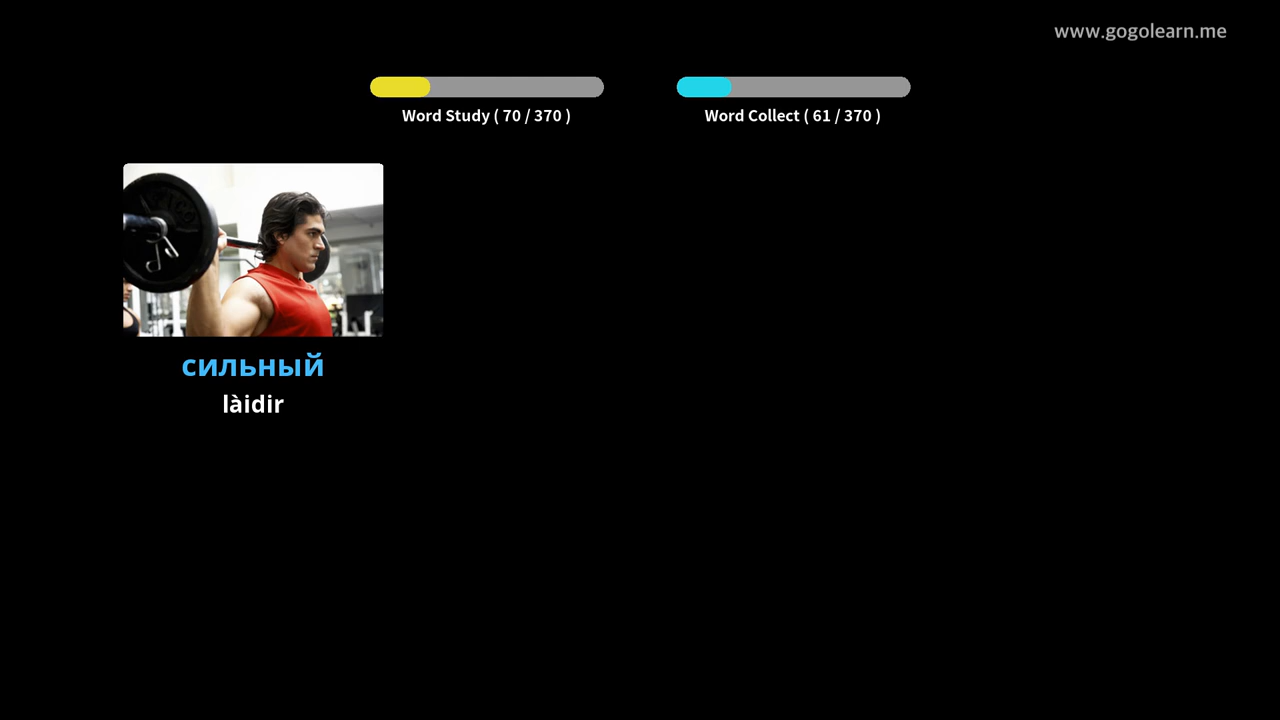 www.gogolearn.me
Word Study ( 70 / 370 )
Word Collect ( 61 / 370 )
сильный
làidir